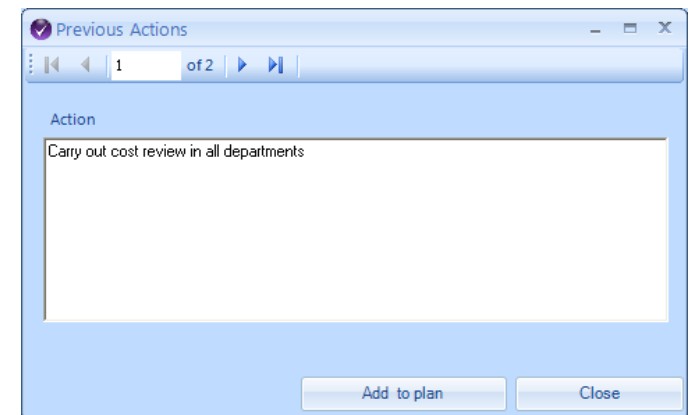 Previous Actions
1 of 2
Action
Carry out cost review in all departments
Add to plan Close